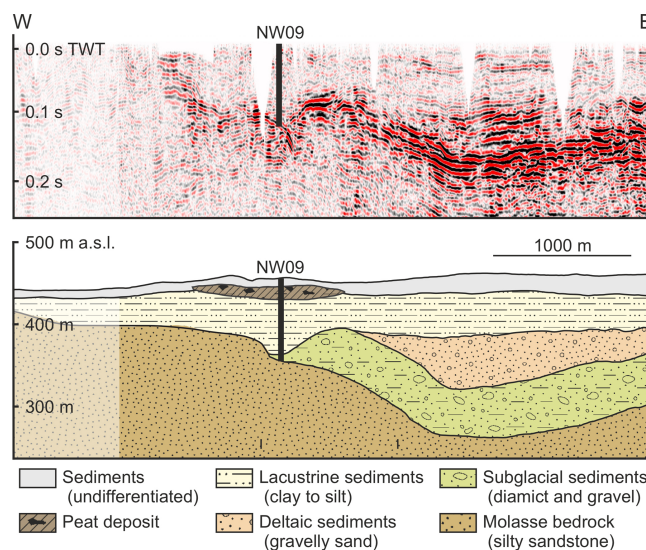 W
E
NW09
0.0 s TWT
0.1 s
0.2 s
500 m a.s.l.
1000 m
NW09
400 m
300 m
Sediments
(undifferentiated)
Lacustrine sediments
(clay to silt)
Subglacial sediments
(diamict and gravel)
Peat deposit
Deltaic sediments
(gravelly sand)
Molasse bedrock
(silty sandstone)